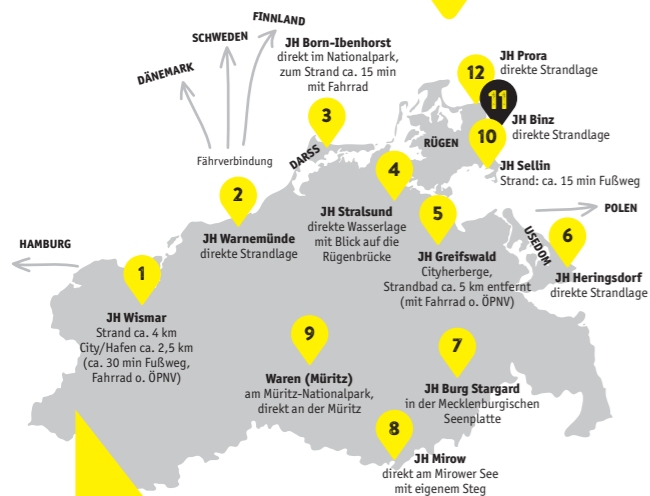 FINNLAND
SCHWEDEN
DÄNEMARK
Fährverbindung
HAMBURG
POLEN
DARSS
RÜGEN
USEDOM
1
JH Wismar
Strand ca. 4 km
City/Hafen ca. 2,5 km
(ca. 30 min Fußweg,
Fahrrad o. ÖPNV)
2
JH Warnemünde
direkte Strandlage
JH Born-Ibenhorst
direkt im Nationalpark,
zum Strand ca. 15 min
mit Fahrrad
3
4
JH Stralsund
direkte Wasserlage
mit Blick auf die
Rügenbrücke
5
JH Greifswald
Cityherberge,
Strandbad ca. 5 km entfernt
(mit Fahrrad o. ÖPNV)
6
JH Heringsdorf
direkte Strandlage
7
JH Burg Stargard
in der Mecklenburgischen
Seenplatte
8
JH Mirow
direkt am Mirower See
mit eigenem Steg
9
Waren (Müritz)
am Müritz-Nationalpark,
direkt an der Müritz
10
JH Sellin
Strand: ca. 15 min Fußweg
11
JH Binz
direkte Strandlage
12
JH Prora
direkte Strandlage